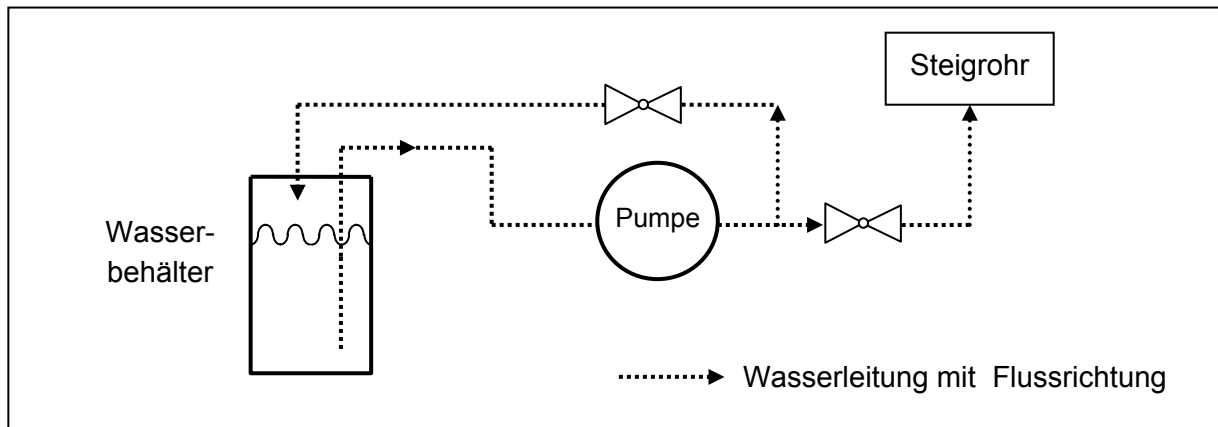 Steigrohr
Pumpe
Wasser-
behälter
Wasserleitung mit Flussrichtung